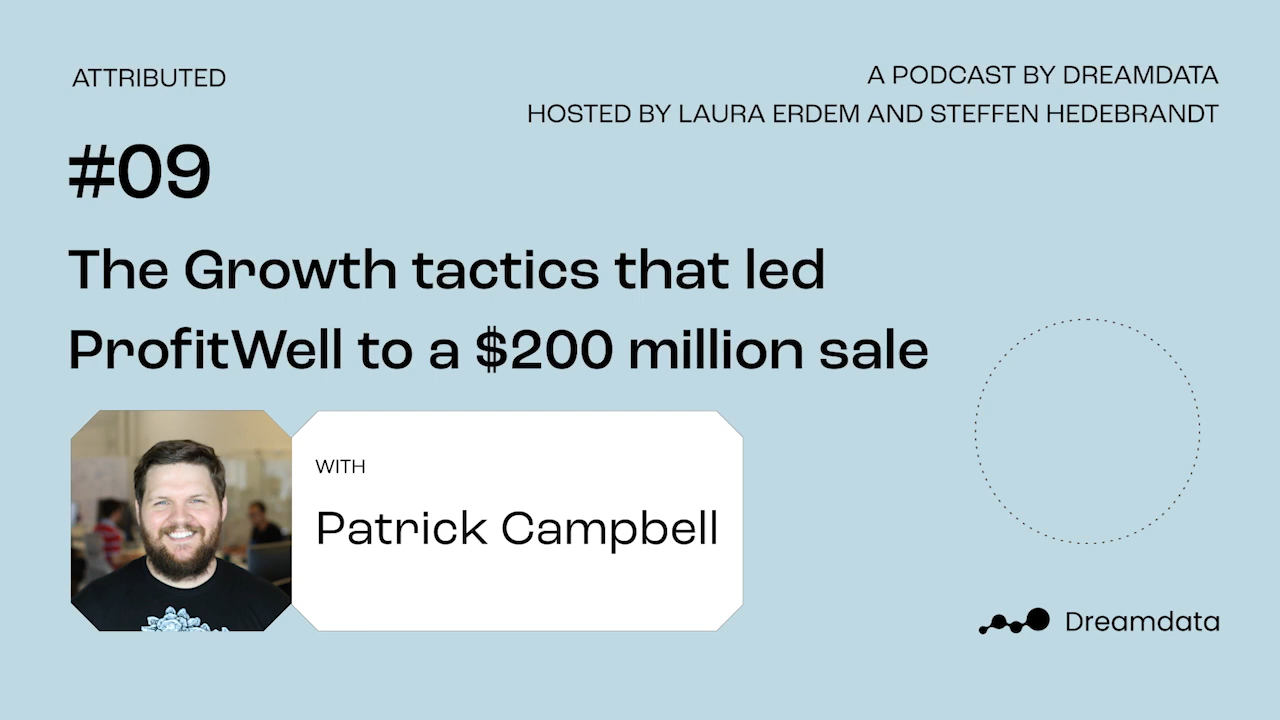 ATTRIBUTED
A PODCAST BY DREAMDATA
HOSTED BY LAURA ERDEM AND STEFFEN HEDEBRANDT
#09
The Growth tactics that led
ProfitWell to a $200 million sale
WITH
Patrick Campbell
Dreamdata